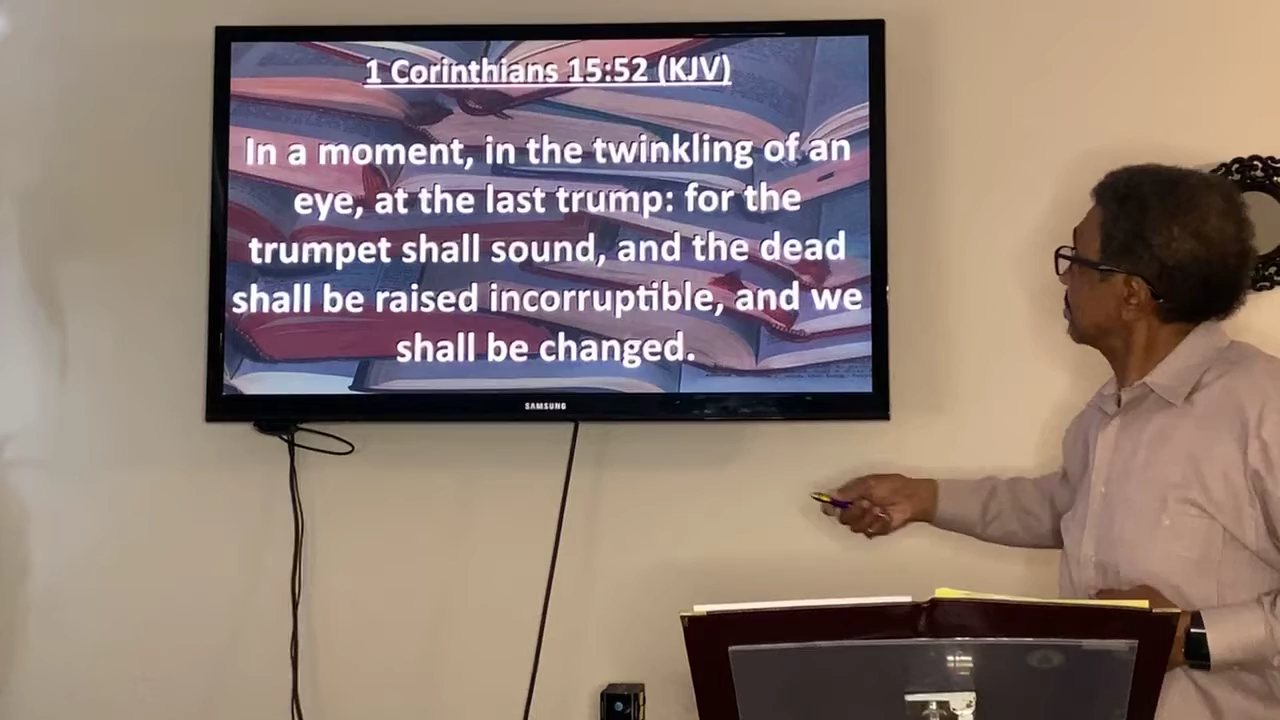 1 Corinthians 15:52 (KJV)
In a moment, in the twinkling of an
eye, at the last trump: for the
trumpet shall sound, and the dead
shall be raised incorruptible, and we
shall be changed.
SAMSUNG